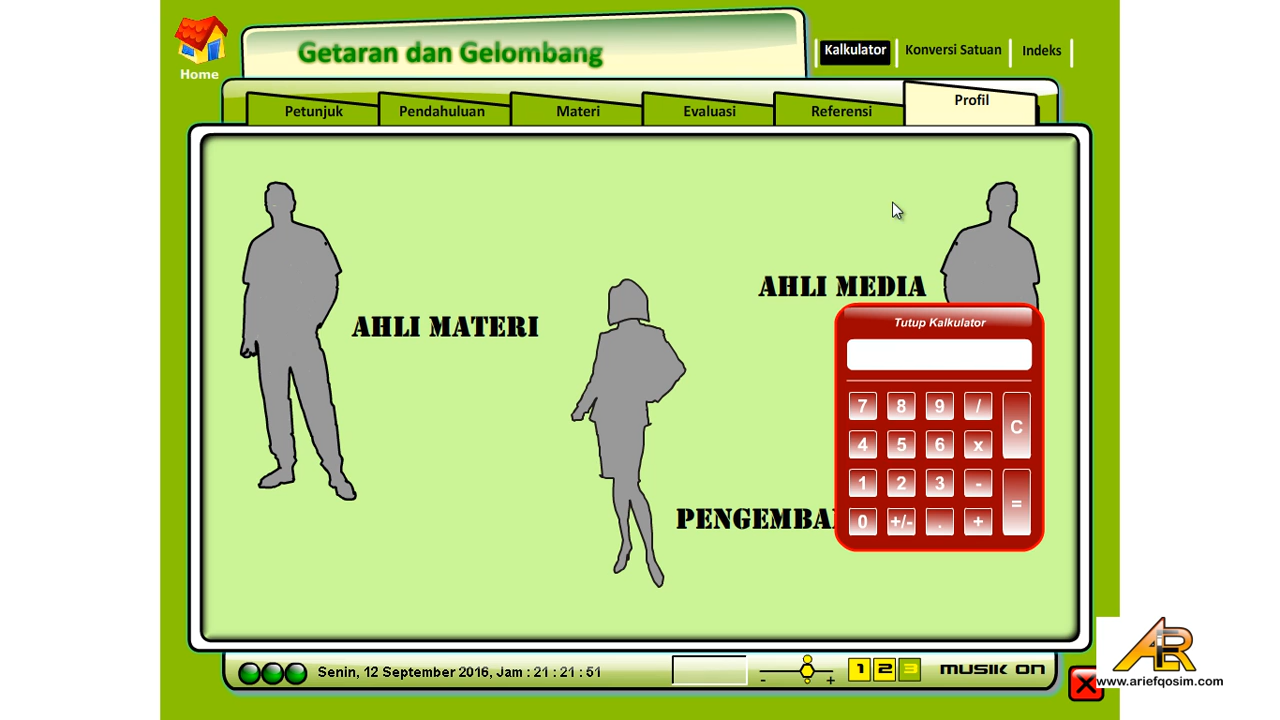 Home
Getaran dan Gelombang
Kalkulator
Konversi Satuan
Indeks
Petunjuk
Pendahuluan
Materi
Evaluasi
Referensi
Profil
AHLI MATERI
AHLI MEDIA
PENGEMBA
Tutup Kalkulator
7 8 9 / C
4 5 6 x
1 2 3 - =
0 +/- . +
Senin, 12 September 2016, Jam : 21 : 21 : 51
- +
1 2 3
MUSIK ON
AIRE
www.ariefqosim.com